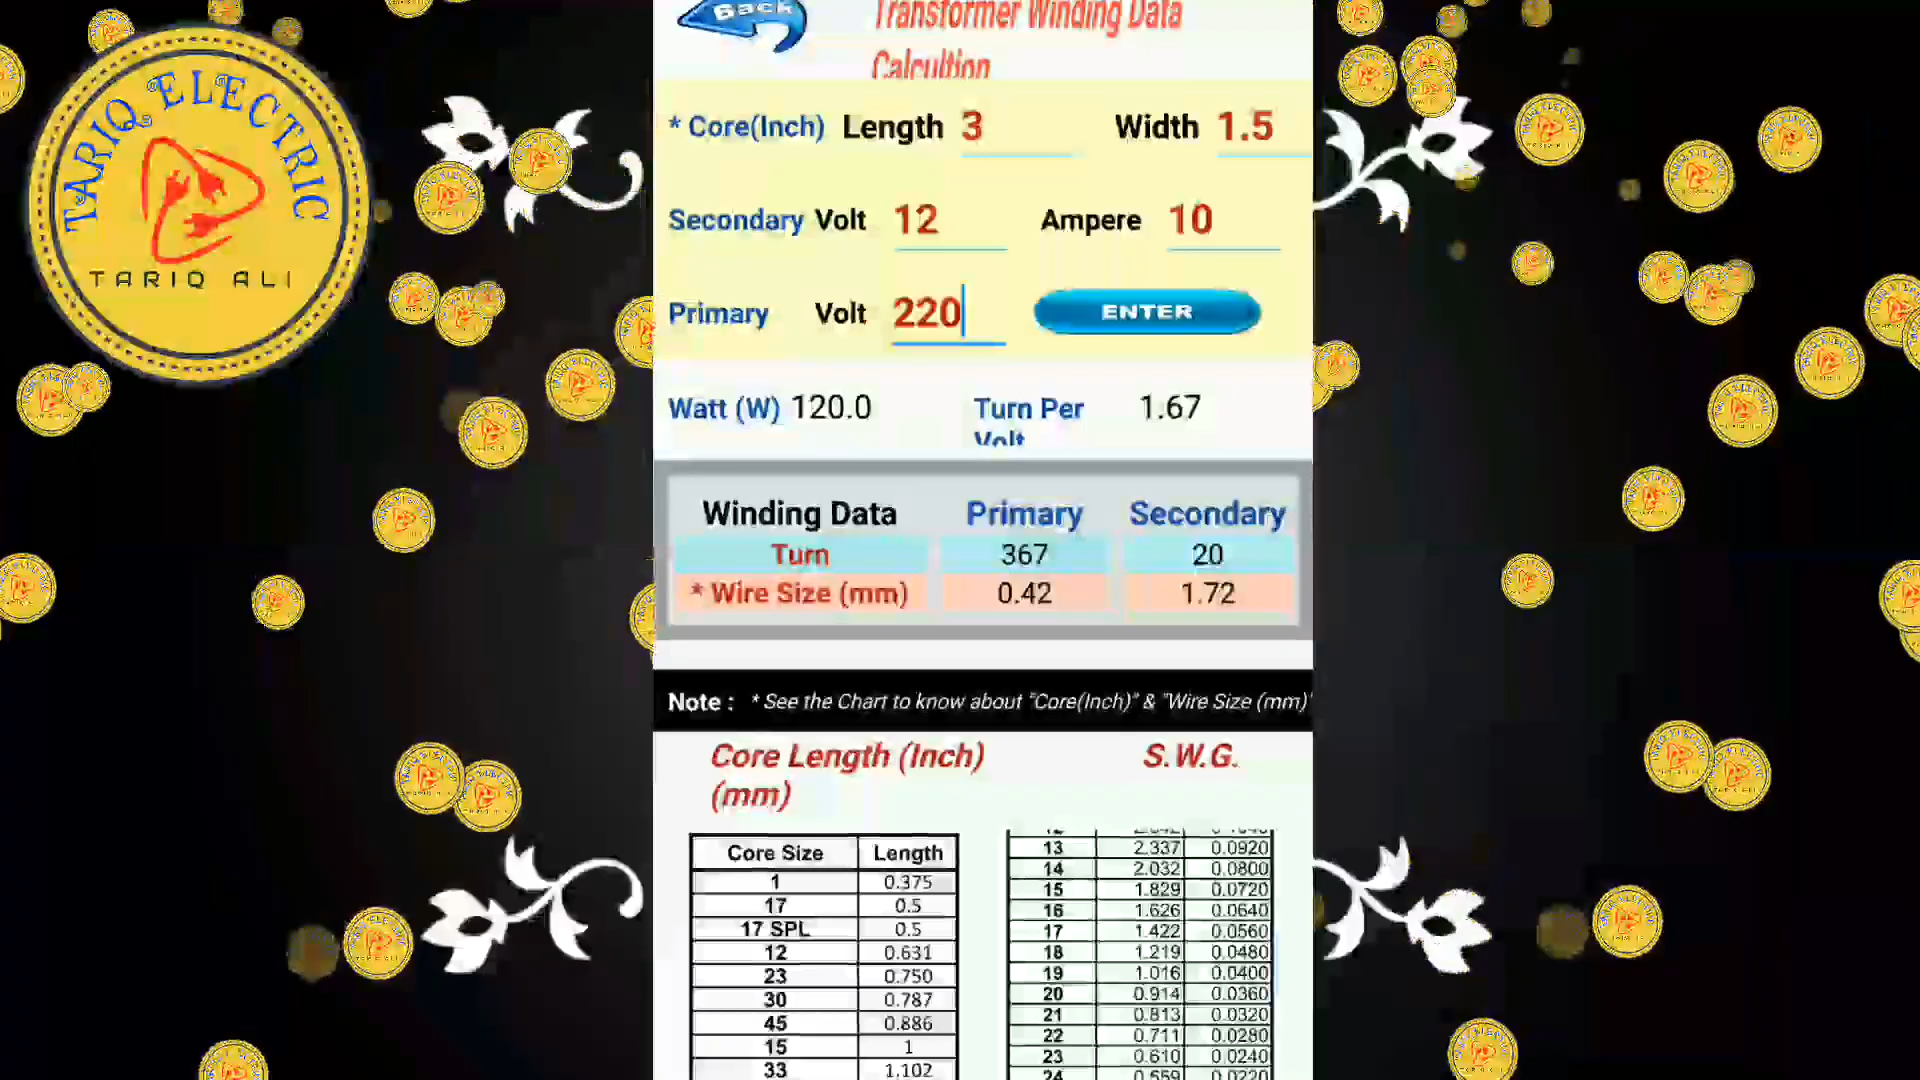 TARIQ ELECTRIC
TARIQ ALI
Back
Transformer Winding Data
Calcultion
* Core(Inch) Length 3 Width 1.5
Secondary Volt 12 Ampere 10
Primary Volt 220 ENTER
Watt (W) 120.0 Turn Per 1.67
Volt
Winding Data Primary Secondary
Turn 367 20
* Wire Size (mm) 0.42 1.72
Note : * See the Chart to know about "Core(Inch)" & "Wire Size (mm)"
Core Length (Inch) S.W.G.
(mm)
Core Size Length
1 0.375
17 0.5
17 SPL 0.5
12 0.631
23 0.750
30 0.787
45 0.886
15 1
33 1.102
13 2.337 0.0920
14 2.032 0.0800
15 1.829 0.0720
16 1.626 0.0640
17 1.422 0.0560
18 1.219 0.0480
19 1.016 0.0400
20 0.914 0.0360
21 0.813 0.0320
22 0.711 0.0280
23 0.610 0.0240
24 0.559 0.0220